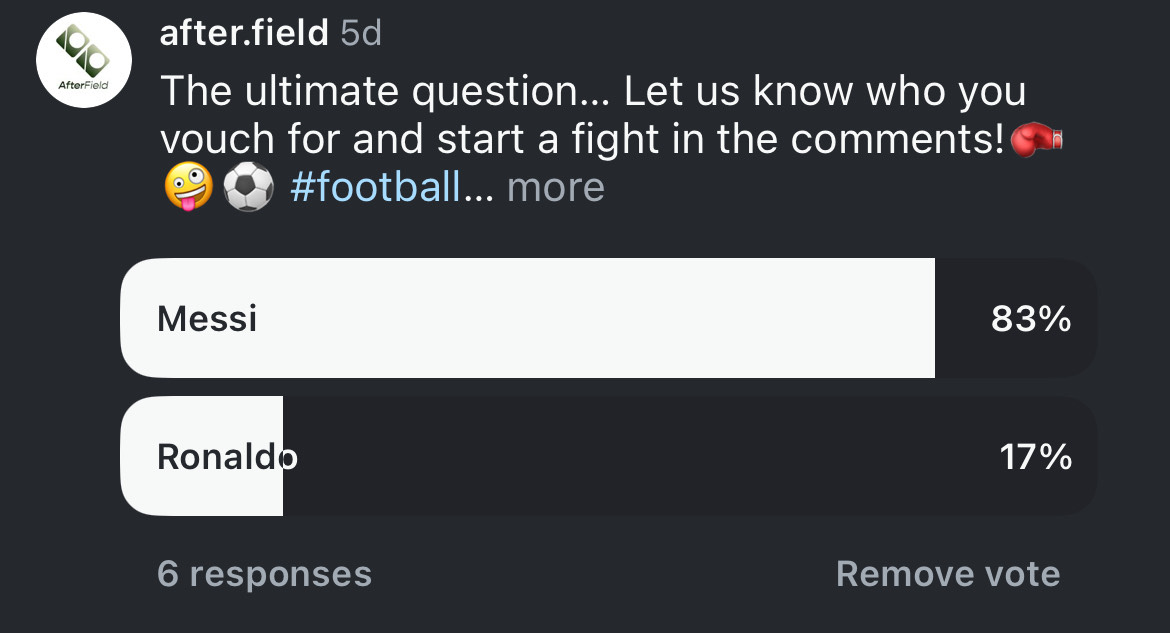 after.field 5d
AfterField
The ultimate question... Let us know who you
vouch for and start a fight in the comments!🥊
🤪⚽ #football... more
Messi 83%
Ronaldo 17%
6 responses Remove vote